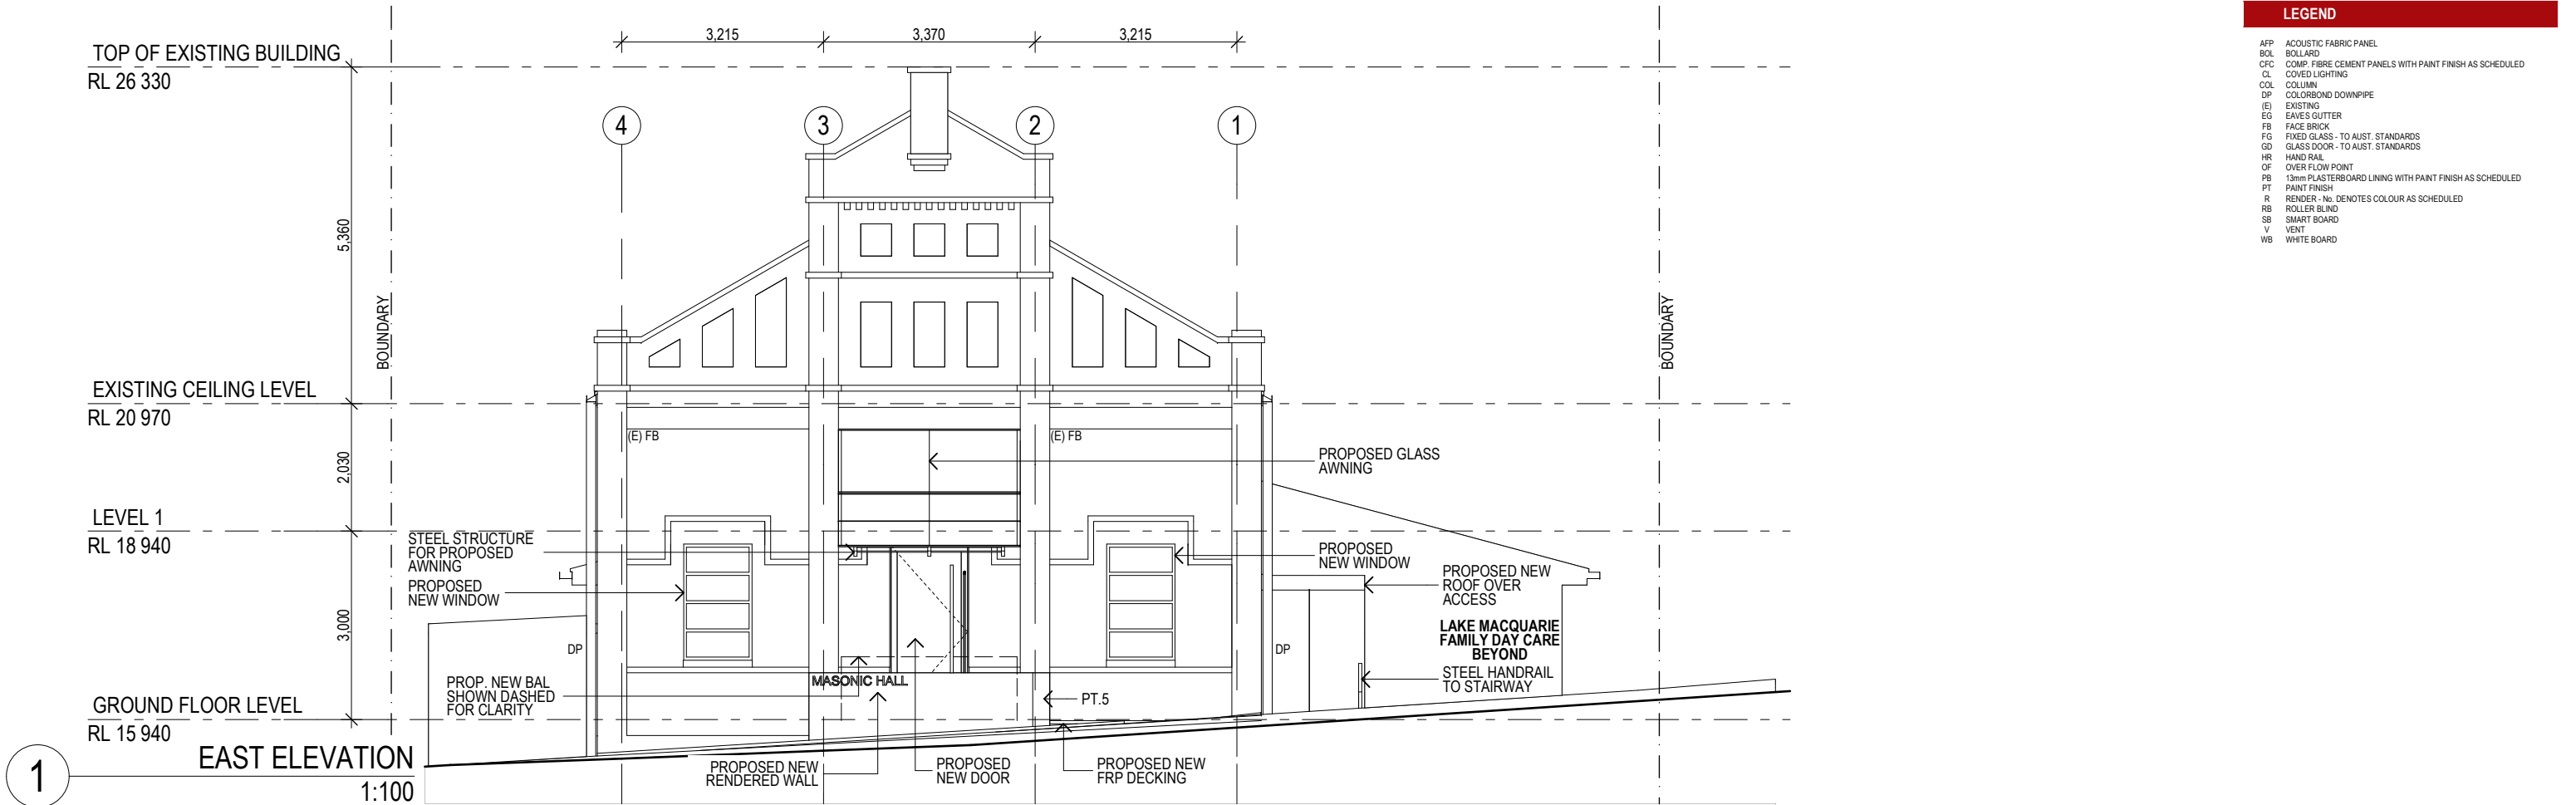 3,215
3,370
3,215
TOP OF EXISTING BUILDING
RL 26 330
4
3
2
1
5,360
BOUNDARY
BOUNDARY
EXISTING CEILING LEVEL
RL 20 970
(E) FB
(E) FB
2,030
PROPOSED GLASS
AWNING
LEVEL 1
RL 18 940
STEEL STRUCTURE
FOR PROPOSED
AWNING
PROPOSED
NEW WINDOW
PROPOSED
NEW WINDOW
PROPOSED NEW
ROOF OVER
ACCESS
3,000
LAKE MACQUARIE
FAMILY DAY CARE
BEYOND
DP
DP
STEEL HANDRAIL
TO STAIRWAY
PROP. NEW BAL
SHOWN DASHED
FOR CLARITY
MASONIC HALL
PT.5
GROUND FLOOR LEVEL
RL 15 940
1
EAST ELEVATION
1:100
PROPOSED NEW
RENDERED WALL
PROPOSED
NEW DOOR
PROPOSED NEW
FRP DECKING
LEGEND
AFP ACOUSTIC FABRIC PANEL
BOL BOLLARD
CFC COMP. FIBRE CEMENT PANELS WITH PAINT FINISH AS SCHEDULED
CL COVED LIGHTING
COL COLUMN
DP COLORBOND DOWNPIPE
(E) EXISTING
EG EAVES GUTTER
FB FACE BRICK
FG FIXED GLASS - TO AUST. STANDARDS
GD GLASS DOOR - TO AUST. STANDARDS
HR HAND RAIL
OF OVER FLOW POINT
PB 13mm PLASTERBOARD LINING WITH PAINT FINISH AS SCHEDULED
PT PAINT FINISH
R RENDER - No. DENOTES COLOUR AS SCHEDULED
RB ROLLER BLIND
SB SMART BOARD
V VENT
WB WHITE BOARD